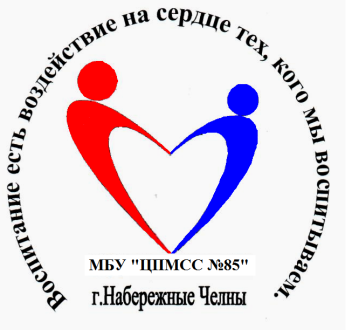 Воспитание есть воздействие на сердце тех, кого мы воспитываем.
МБУ "ЦПМСС №85"
г.Набережные Челны